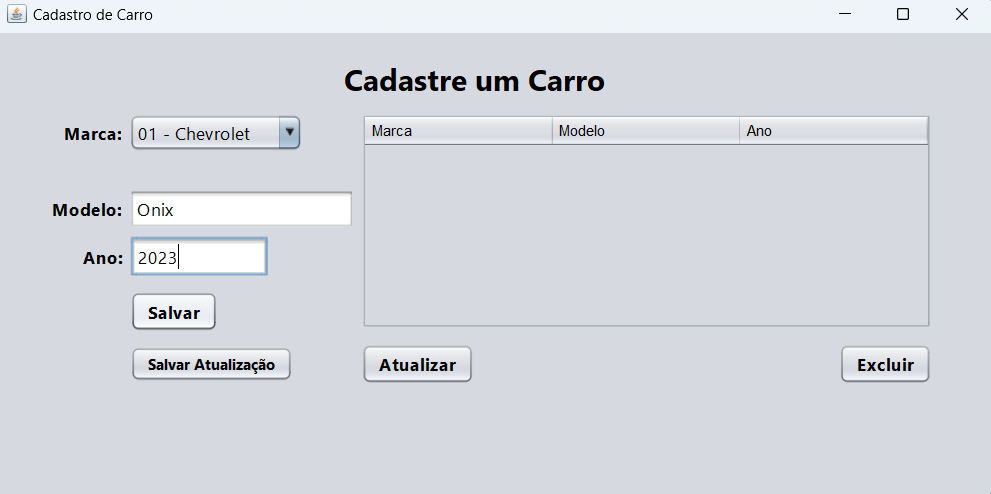 Cadastro de Carro
Cadastre um Carro
Marca: 01 - Chevrolet
Modelo: Onix
Ano: 2023
Salvar
Salvar Atualização
Marca Modelo Ano
Atualizar Excluir